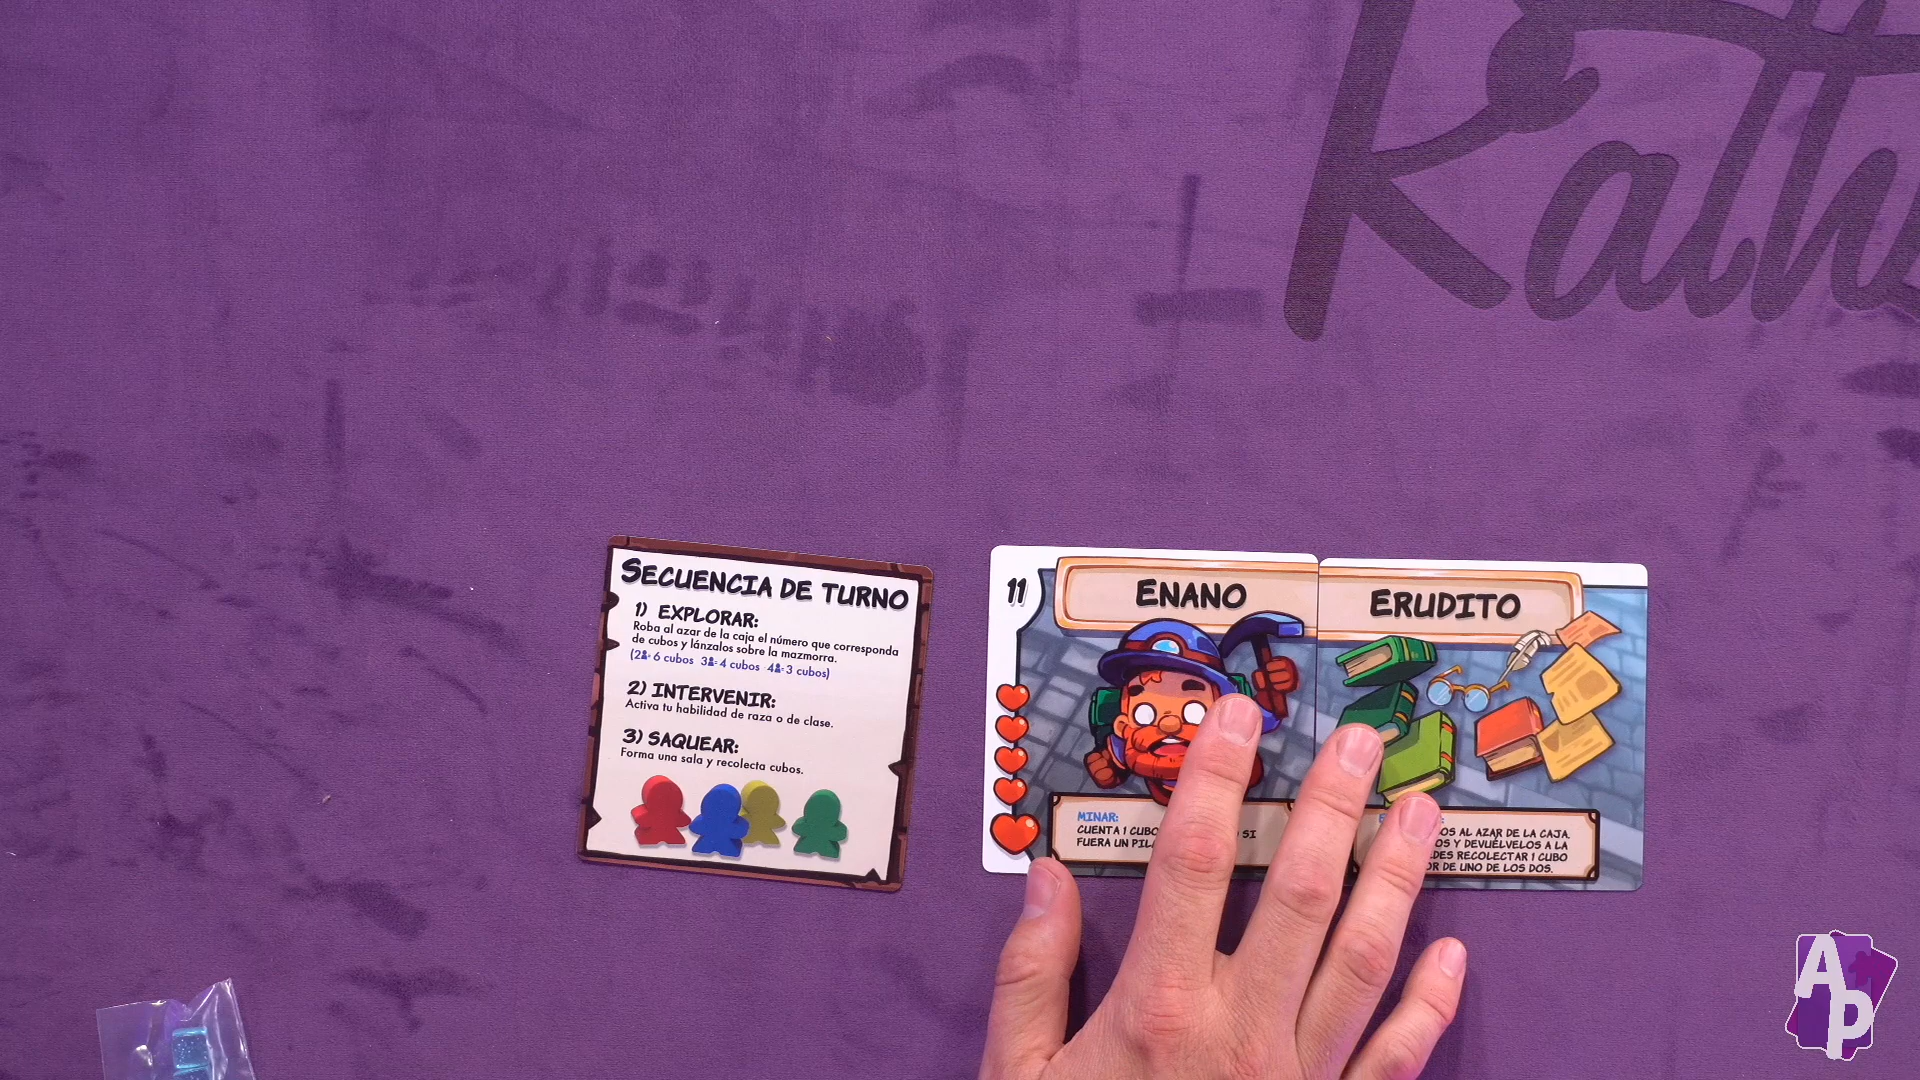 Kath
SECUENCIA DE TURNO
1) EXPLORAR:
Roba al azar de la caja el número que corresponda
de cubos y lánzalos sobre la mazmorra.
(2 = 6 cubos 3 = 4 cubos 4 = 3 cubos)
2) INTERVENIR:
Activa tu habilidad de raza o de clase.
3) SAQUEAR:
Forma una sala y recolecta cubos.
11
ENANO
MINAR:
CUENTA 1 CUBO SI
FUERA UN
ERUDITO
OS AL AZAR DE LA CAJA.
OS Y DEVUÉLVELOS A LA
DES RECOLECTAR 1 CUBO
OR DE UNO DE LOS DOS.
A
P